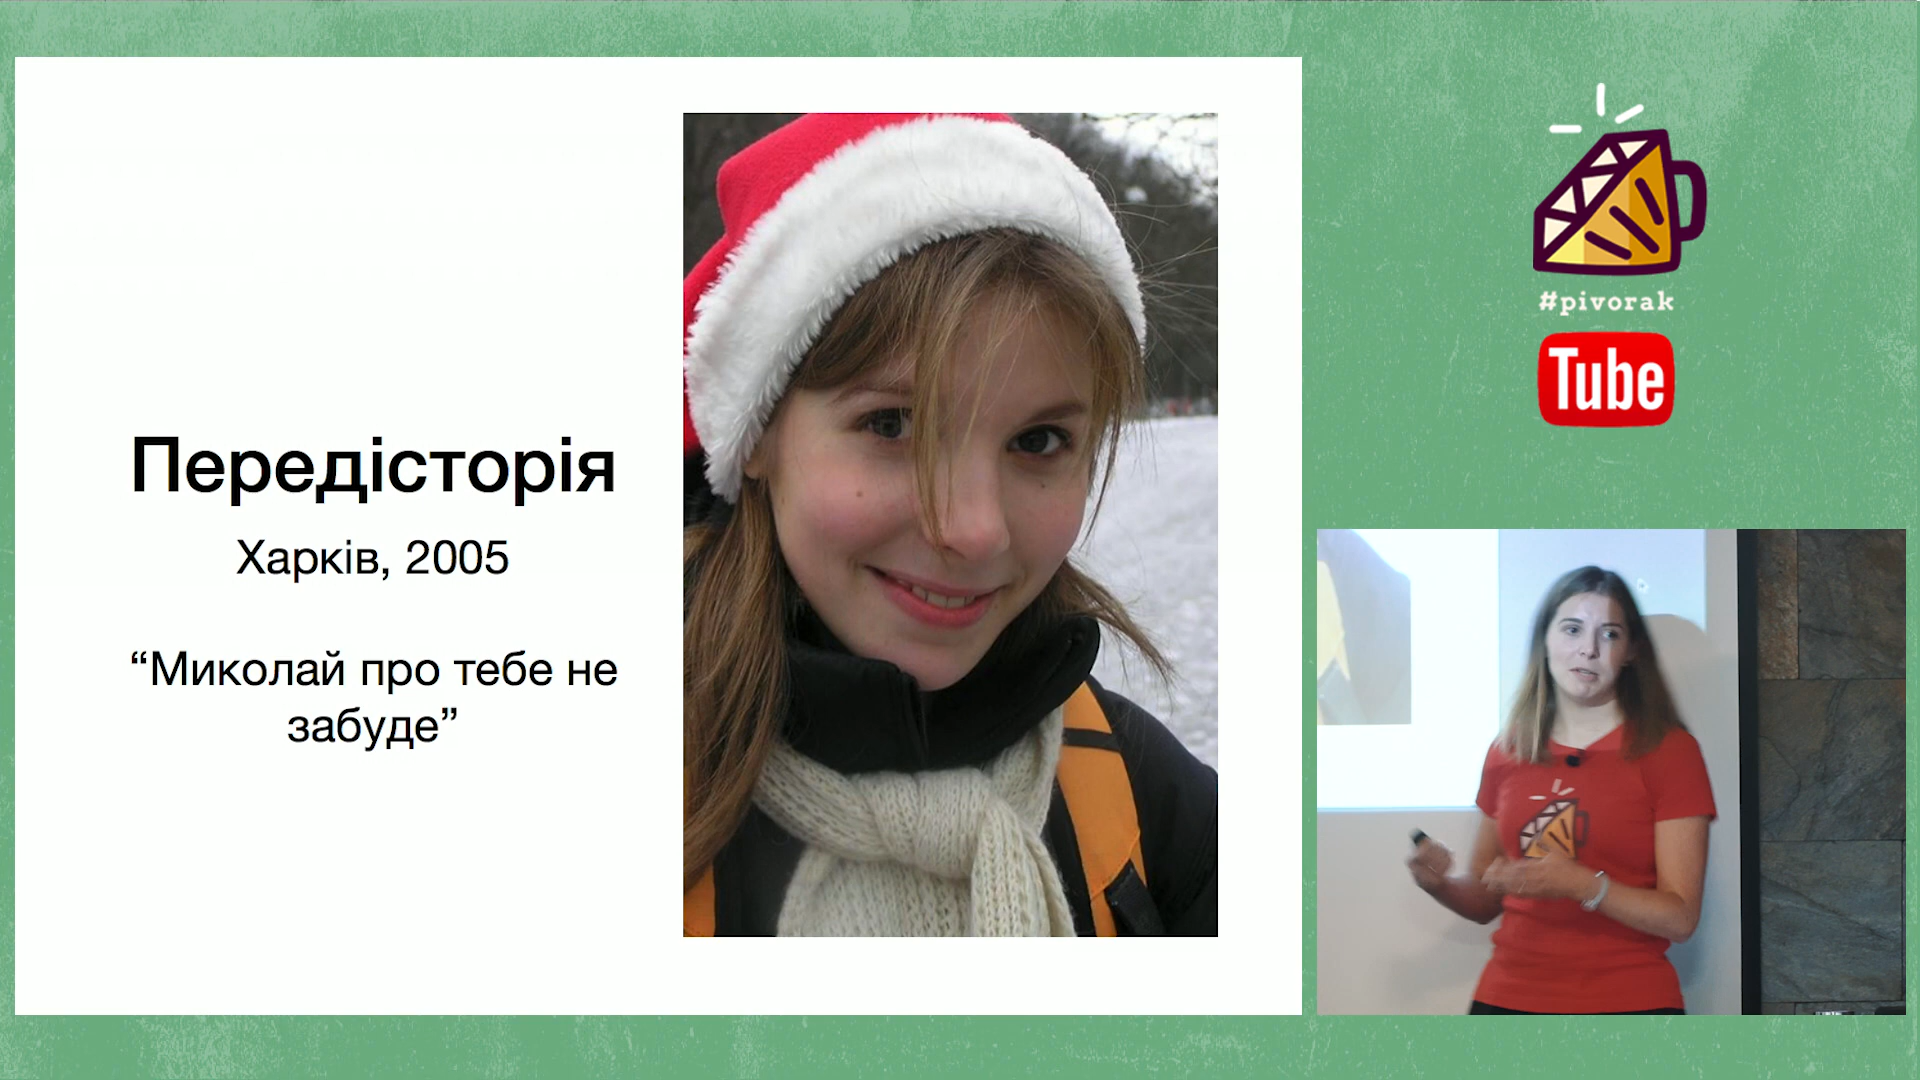 Передісторія
Харків, 2005
“Миколай про тебе не
забуде”
#pivorak
Tube